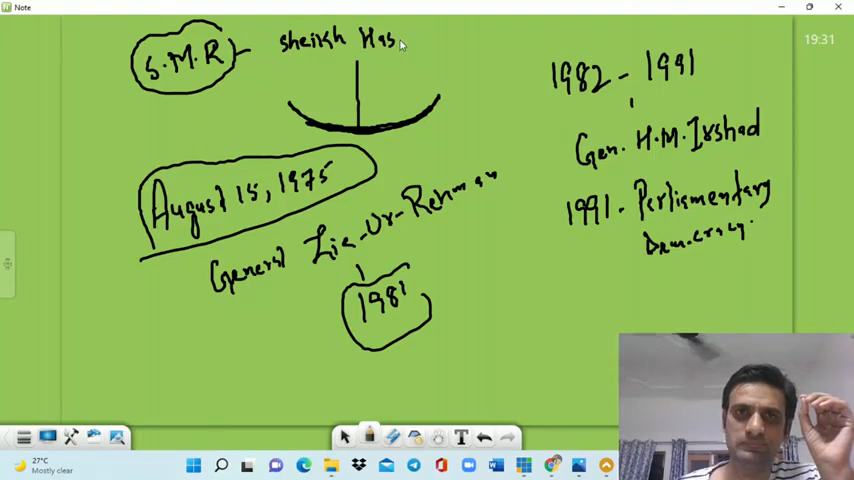 Note
19:31
S.M.R
Sheikh Has
August 15, 1975
General Zia-Ur-Rehman
1981
1982 - 1991
Gen. H.M. Irshad
1991 - Parliamentary
Democracy.
27°C
Mostly clear